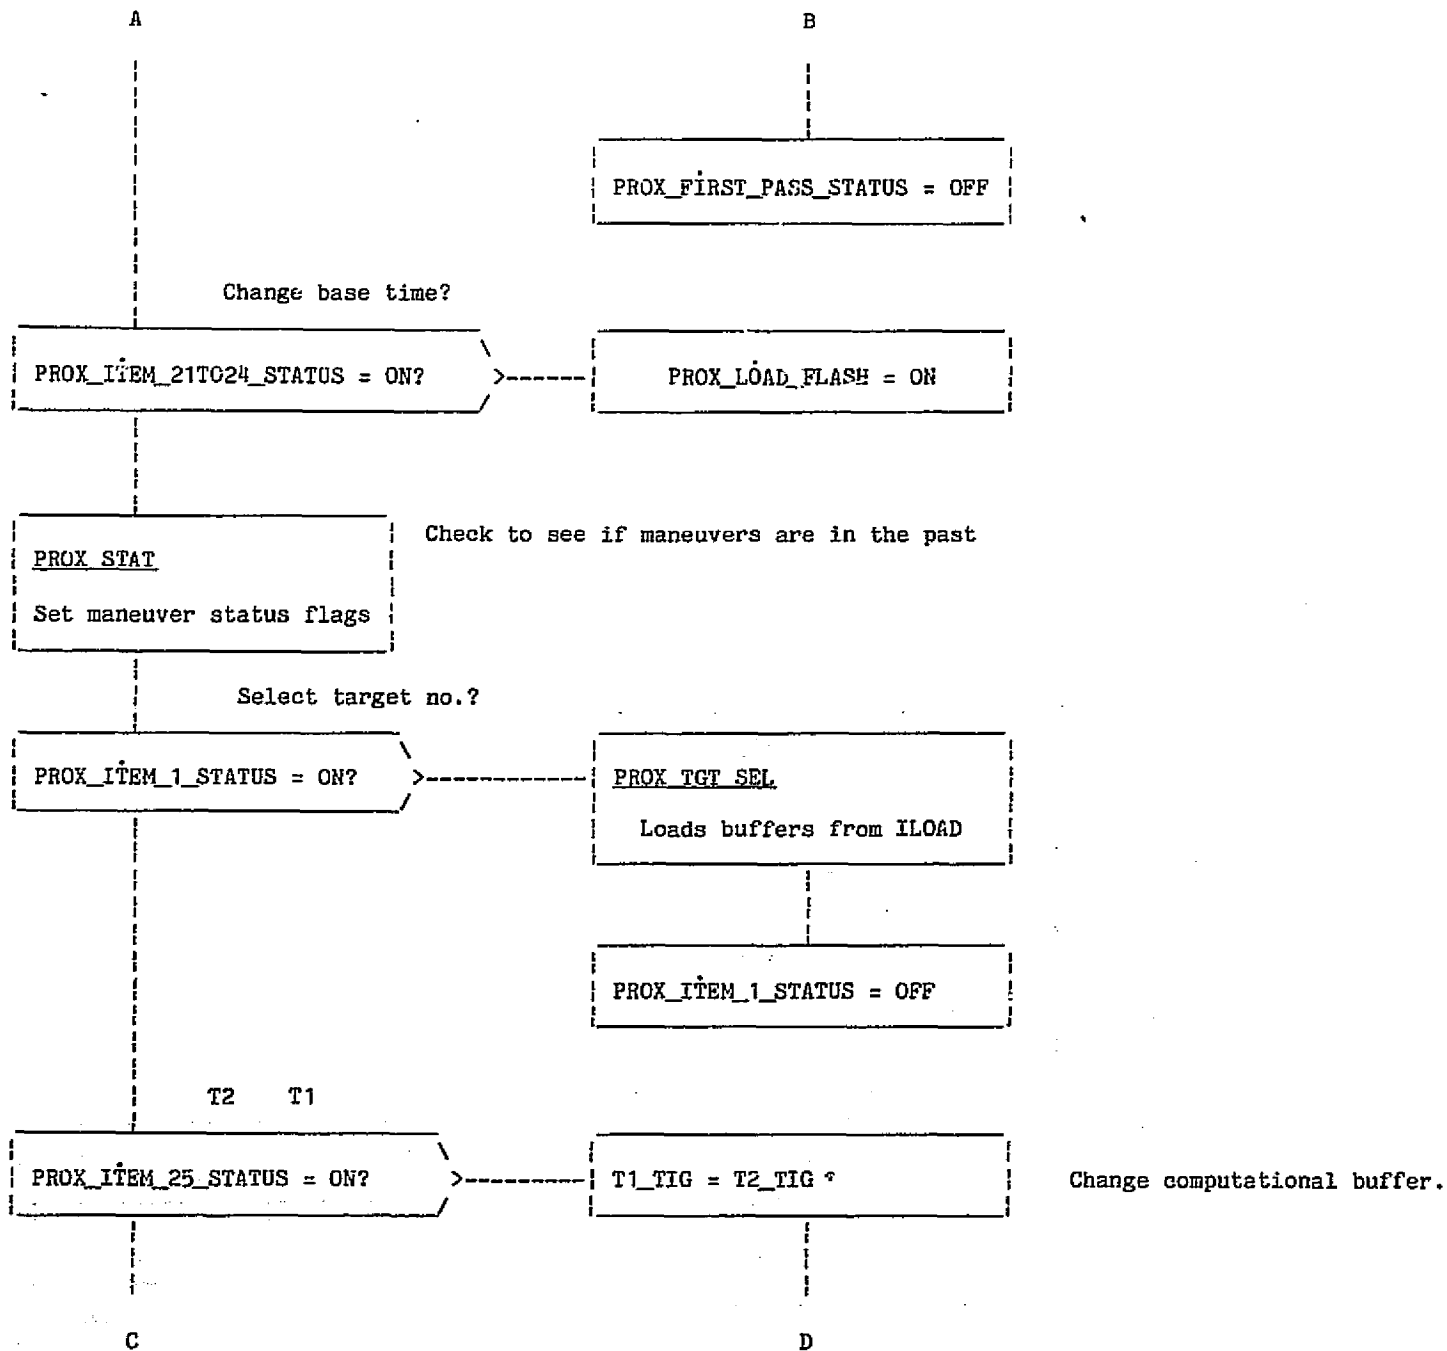 A B
PROX_FIRST_PASS_STATUS = OFF
Change base time?
PROX_ITEM_21TO24_STATUS = ON?
PROX_LOAD_FLASH = ON
PROX STAT
Set maneuver status flags
Check to see if maneuvers are in the past
Select target no.?
PROX_ITEM_1_STATUS = ON?
PROX_TGT_SEL
Loads buffers from ILOAD
PROX_ITEM_1_STATUS = OFF
T2 T1
PROX_ITEM_25_STATUS = ON?
T1_TIG = T2_TIG
Change computational buffer.
C D